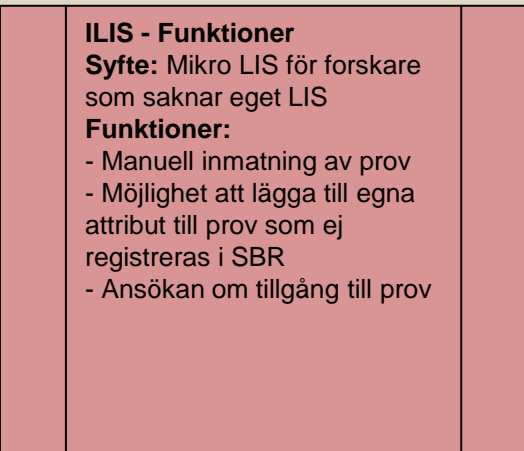 ILIS - Funktioner
Syfte: Mikro LIS för forskare
som saknar eget LIS
Funktioner:
- Manuell inmatning av prov
- Möjlighet att lägga till egna
attribut till prov som ej
registreras i SBR
- Ansökan om tillgång till prov